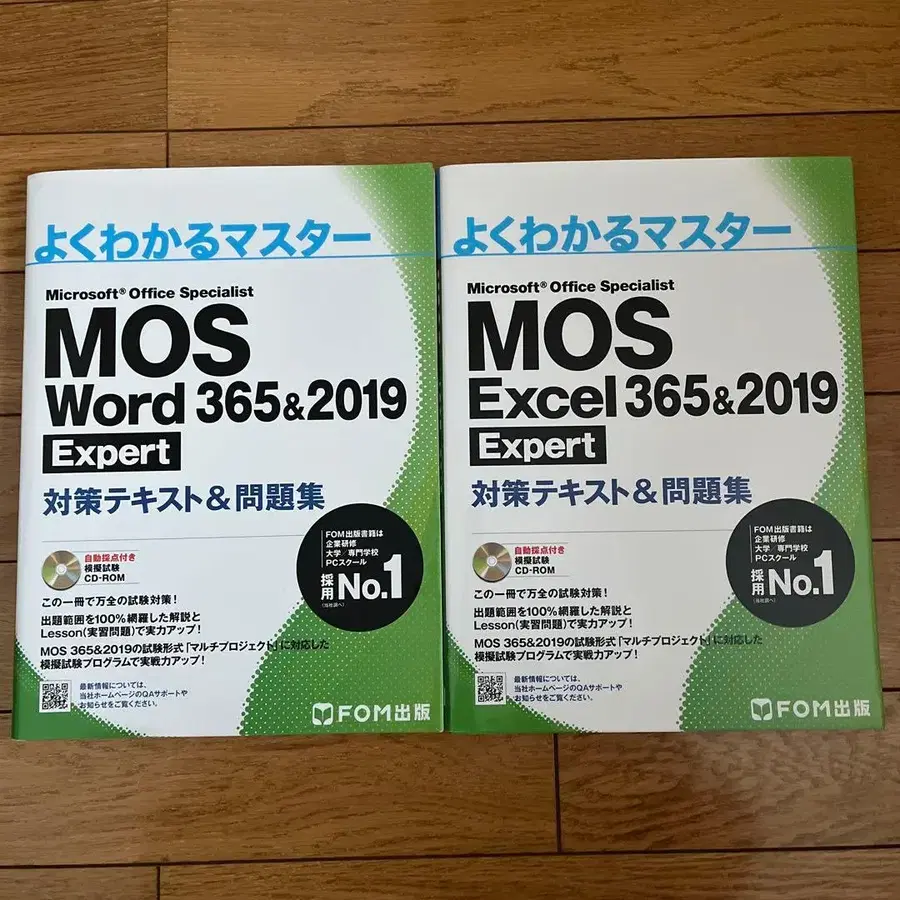 よくわかるマスター
Microsoft® Office Specialist
MOS
Word 365&2019
Expert
対策テキスト&問題集
FOM出版書籍は
企業研修
大学／専門学校
PCスクール
採用 No.1
(当社調べ)
自動採点付き
模擬試験
CD-ROM
この一冊で万全の試験対策！
出題範囲を100%網羅した解説と
Lesson(実習問題)で実力アップ！
MOS 365&2019の試験形式「マルチプロジェクト」に対応した
模擬試験プログラムで実戦力アップ！
最新情報については、
当社ホームページのQAサポートや
お知らせをご覧ください。
FOM出版
よくわかるマスター
Microsoft® Office Specialist
MOS
Excel 365&2019
Expert
対策テキスト&問題集
FOM出版書籍は
企業研修
大学／専門学校
PCスクール
採用 No.1
(当社調べ)
自動採点付き
模擬試験
CD-ROM
この一冊で万全の試験対策！
出題範囲を100%網羅した解説と
Lesson(実習問題)で実力アップ！
MOS 365&2019の試験形式「マルチプロジェクト」に対応した
模擬試験プログラムで実戦力アップ！
最新情報については、
当社ホームページのQAサポートや
お知らせをご覧ください。
FOM出版